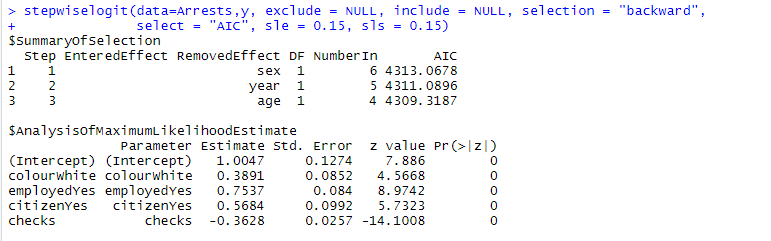 > stepwiselogit(data=Arrests,y, exclude = NULL, include = NULL, selection = "backward",
+ select = "AIC", sle = 0.15, sls = 0.15)
$SummaryOfSelection
Step EnteredEffect RemovedEffect DF NumberIn AIC
1 1 sex 1 6 4313.0678
2 2 year 1 5 4311.0896
3 3 age 1 4 4309.3187
$AnalysisOfMaximumLikelihoodEstimate
Parameter Estimate Std. Error z value Pr(>|z|)
(Intercept) (Intercept) 1.0047 0.1274 7.886 0
colourWhite colourWhite 0.3891 0.0852 4.5668 0
employedYes employedYes 0.7537 0.084 8.9742 0
citizenYes citizenYes 0.5684 0.0992 5.7323 0
checks checks -0.3628 0.0257 -14.1008 0